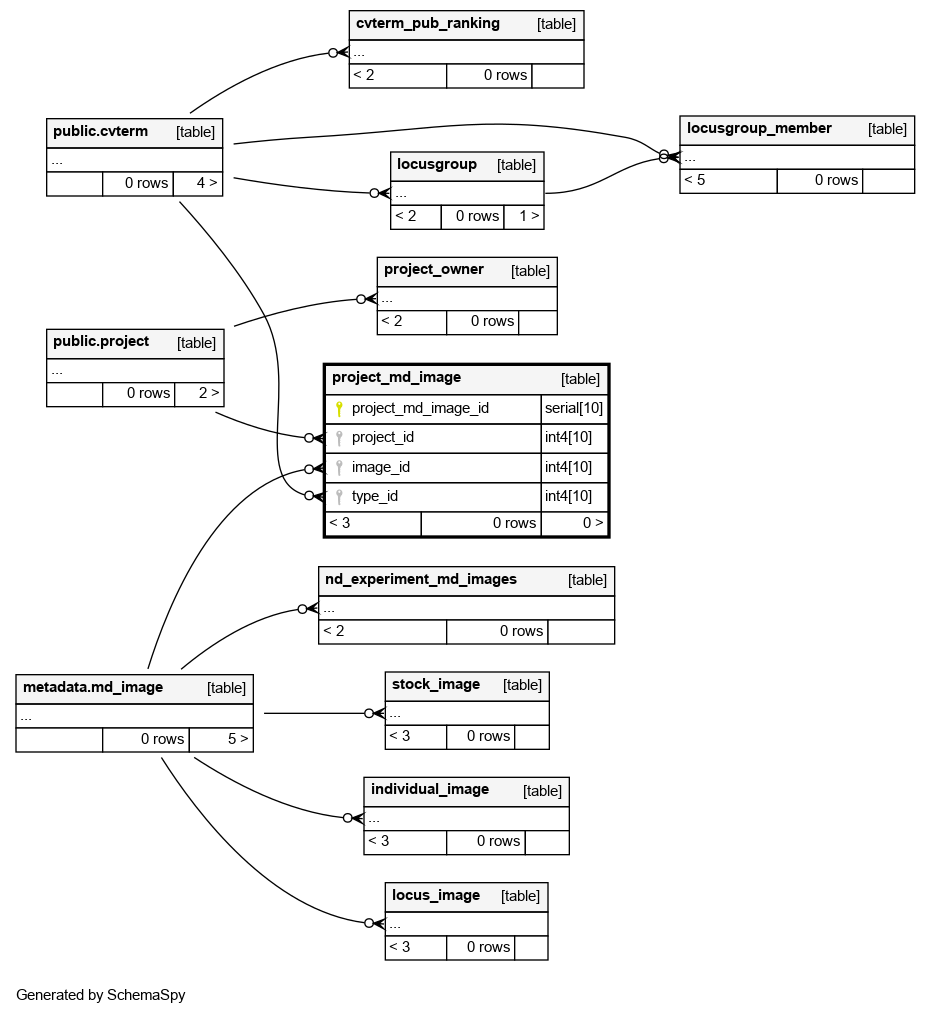 cvterm_pub_ranking [table]
...
< 2 0 rows
public.cvterm [table]
...
0 rows 4 >
locusgroup_member [table]
...
< 5 0 rows
locusgroup [table]
...
< 2 0 rows 1 >
project_owner [table]
...
< 2 0 rows
public.project [table]
...
0 rows 2 >
project_md_image [table]
project_md_image_id serial[10]
project_id int4[10]
image_id int4[10]
type_id int4[10]
< 3 0 rows 0 >
nd_experiment_md_images [table]
...
< 2 0 rows
metadata.md_image [table]
...
0 rows 5 >
stock_image [table]
...
< 3 0 rows
individual_image [table]
...
< 3 0 rows
locus_image [table]
...
< 3 0 rows
Generated by SchemaSpy